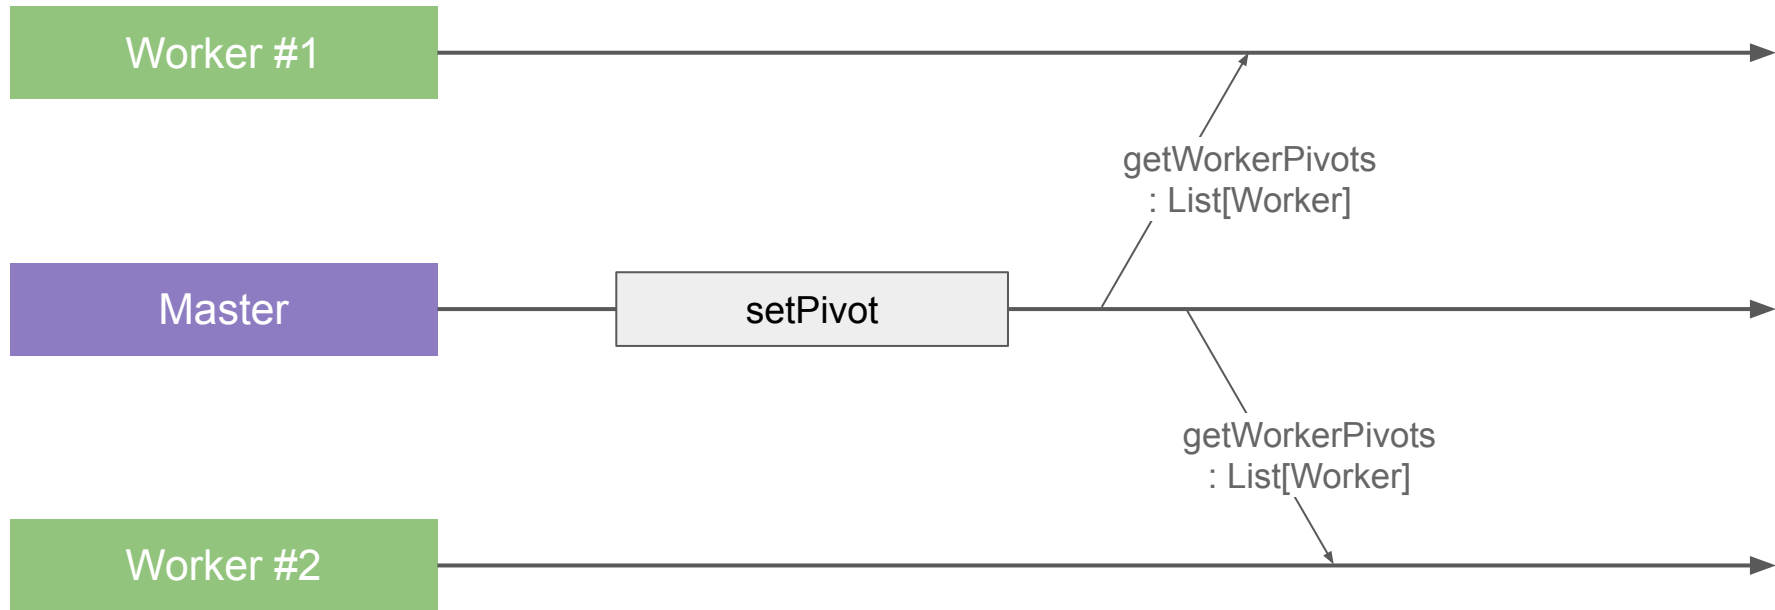 Worker #1
getWorkerPivots
: List[Worker]
Master
setPivot
getWorkerPivots
: List[Worker]
Worker #2